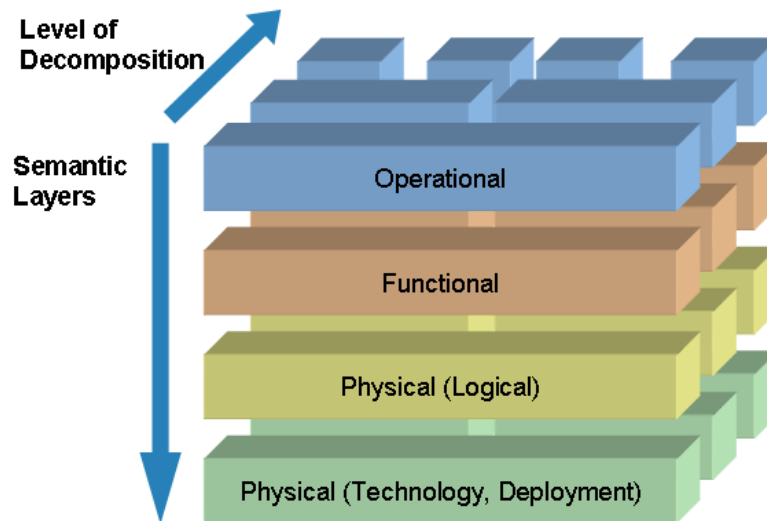 Level of
Decomposition
Semantic
Layers
Operational
Functional
Physical (Logical)
Physical (Technology, Deployment)